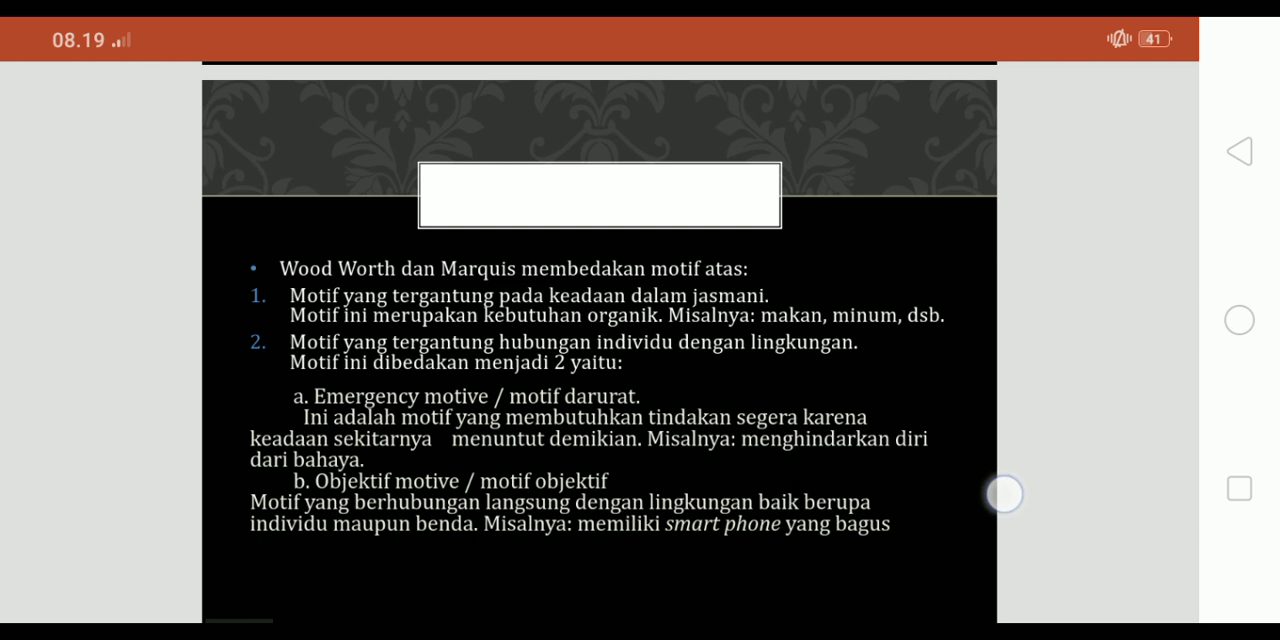 08.19
41
• Wood Worth dan Marquis membedakan motif atas:
1. Motif yang tergantung pada keadaan dalam jasmani.
Motif ini merupakan kebutuhan organik. Misalnya: makan, minum, dsb.
2. Motif yang tergantung hubungan individu dengan lingkungan.
Motif ini dibedakan menjadi 2 yaitu:
a. Emergency motive / motif darurat.
Ini adalah motif yang membutuhkan tindakan segera karena
keadaan sekitarnya menuntut demikian. Misalnya: menghindarkan diri
dari bahaya.
b. Objektif motive / motif objektif
Motif yang berhubungan langsung dengan lingkungan baik berupa
individu maupun benda. Misalnya: memiliki smart phone yang bagus